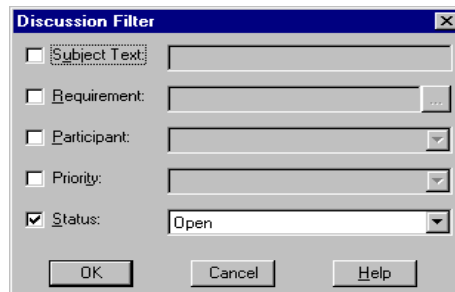 Discussion Filter
Subject Text:
Requirement: ...
Participant:
Priority:
Status: Open
OK Cancel Help